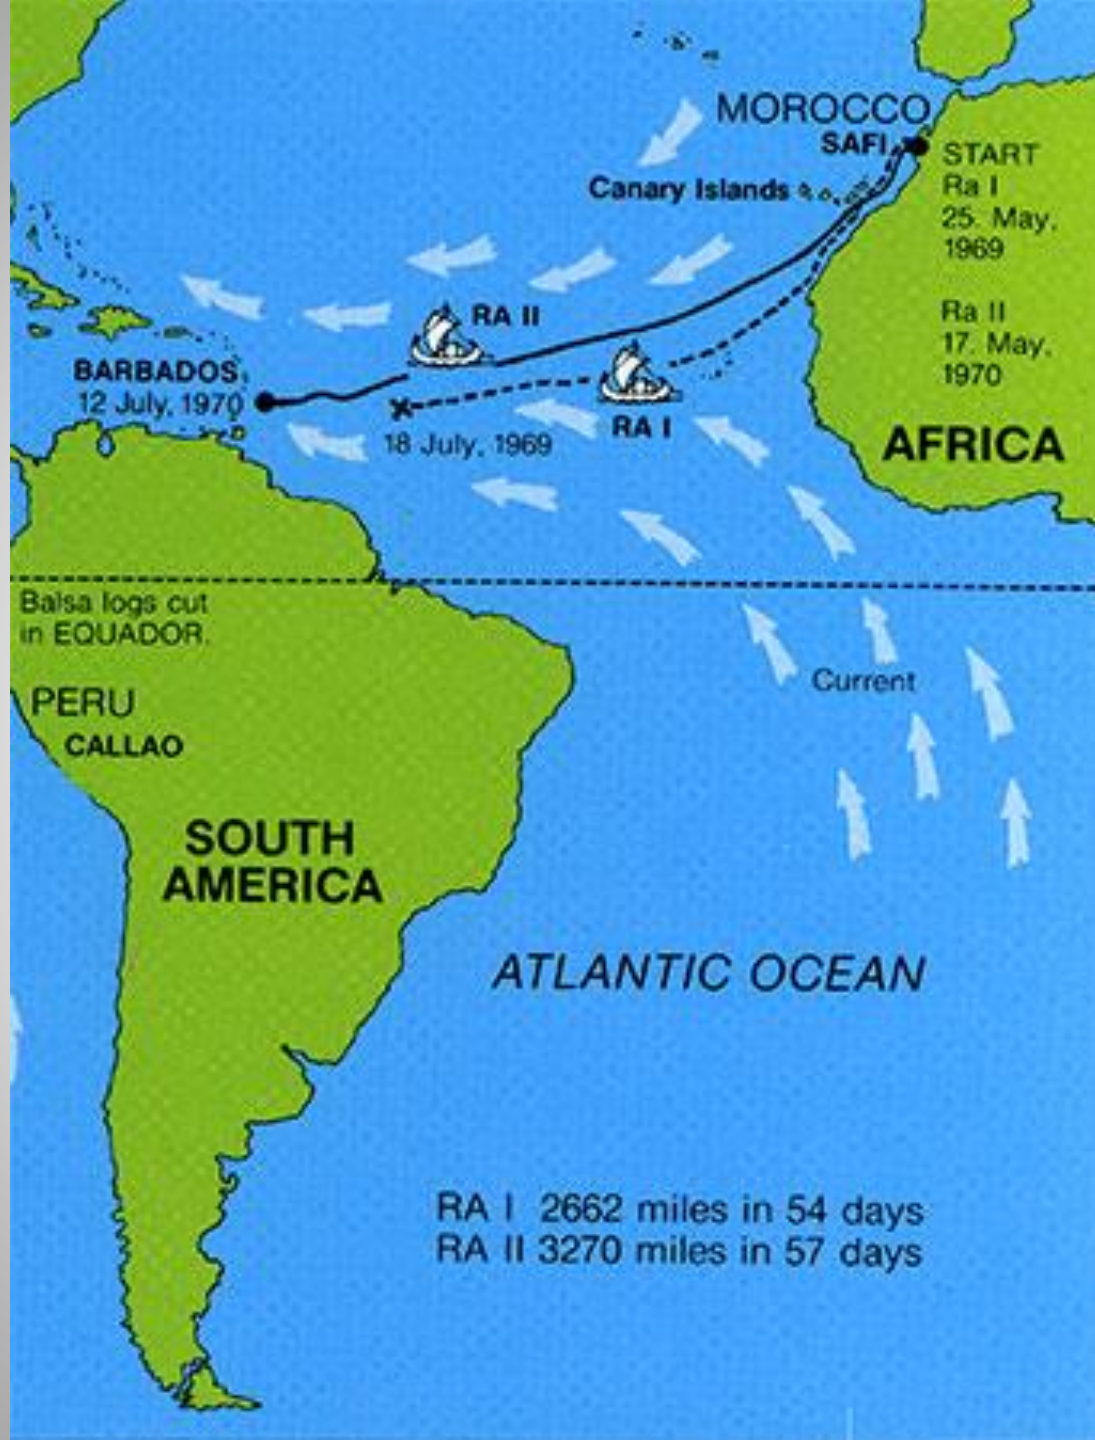 MOROCCO
SAFI
START
Ra I
25. May,
1969
Canary Islands
Ra II
17. May,
1970
RA II
BARBADOS
12 July, 1970
RA I
18 July, 1969
AFRICA
Balsa logs cut
in EQUADOR.
Current
PERU
CALLAO
SOUTH
AMERICA
ATLANTIC OCEAN
RA I 2662 miles in 54 days
RA II 3270 miles in 57 days